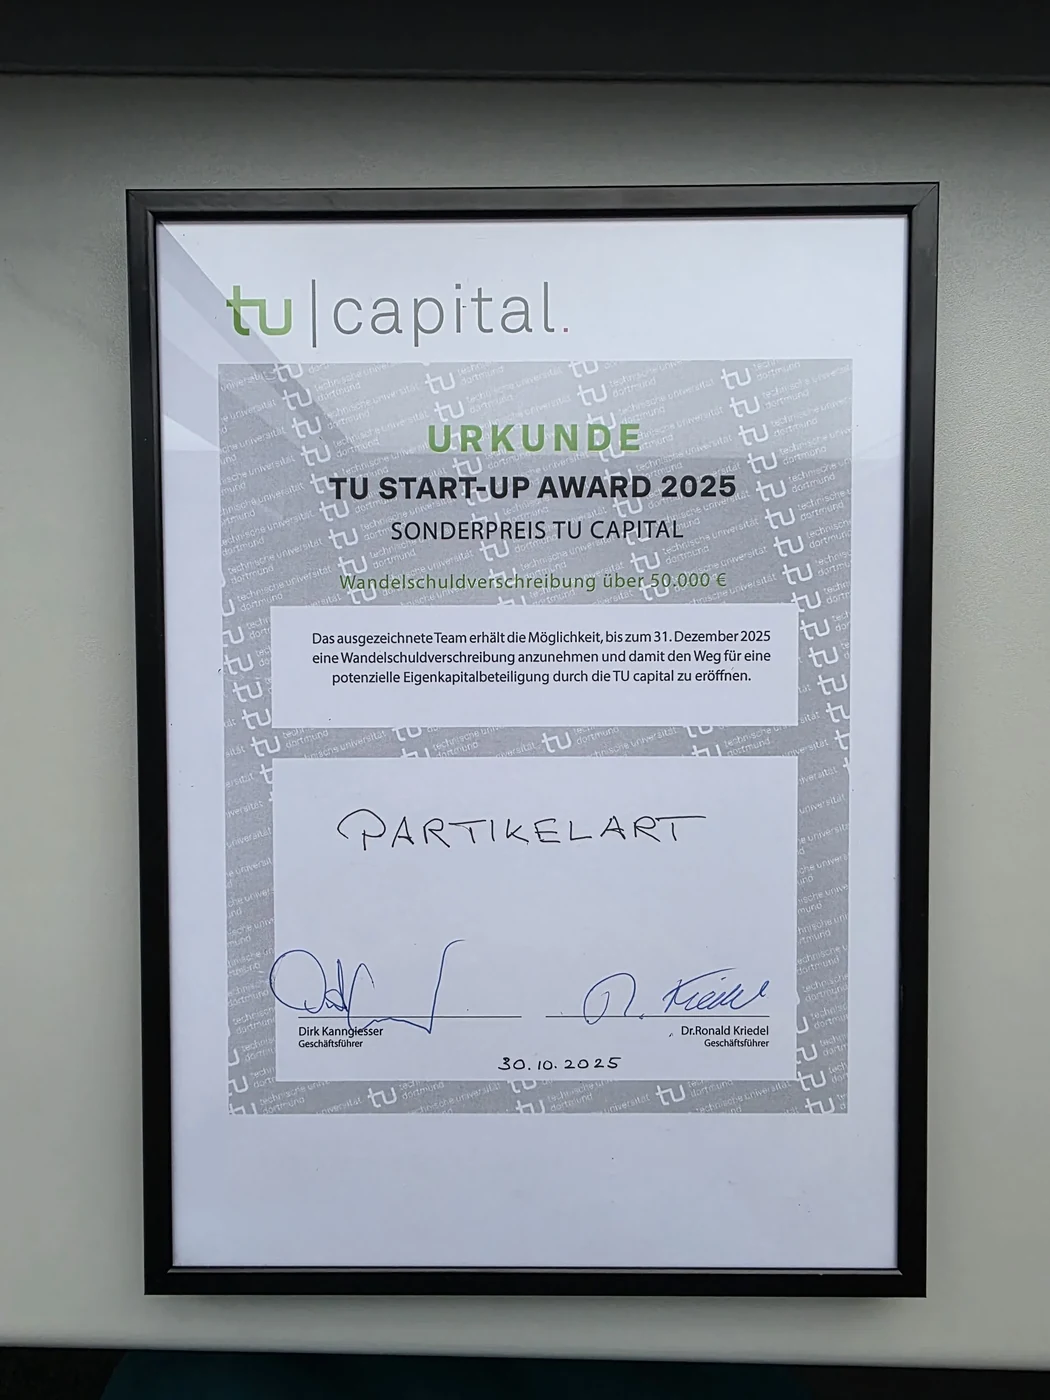 tu|capital.
URKUNDE
TU START-UP AWARD 2025
SONDERPREIS TU CAPITAL
Wandelschuldverschreibung über 50.000 €
Das ausgezeichnete Team erhält die Möglichkeit, bis zum 31. Dezember 2025
eine Wandelschuldverschreibung anzunehmen und damit den Weg für eine
potenzielle Eigenkapitalbeteiligung durch die TU capital zu eröffnen.
PARTIKELART
R. Kriedel
Dirk Kanngiesser
Geschäftsführer
Dr.Ronald Kriedel
Geschäftsführer
30.10.2025